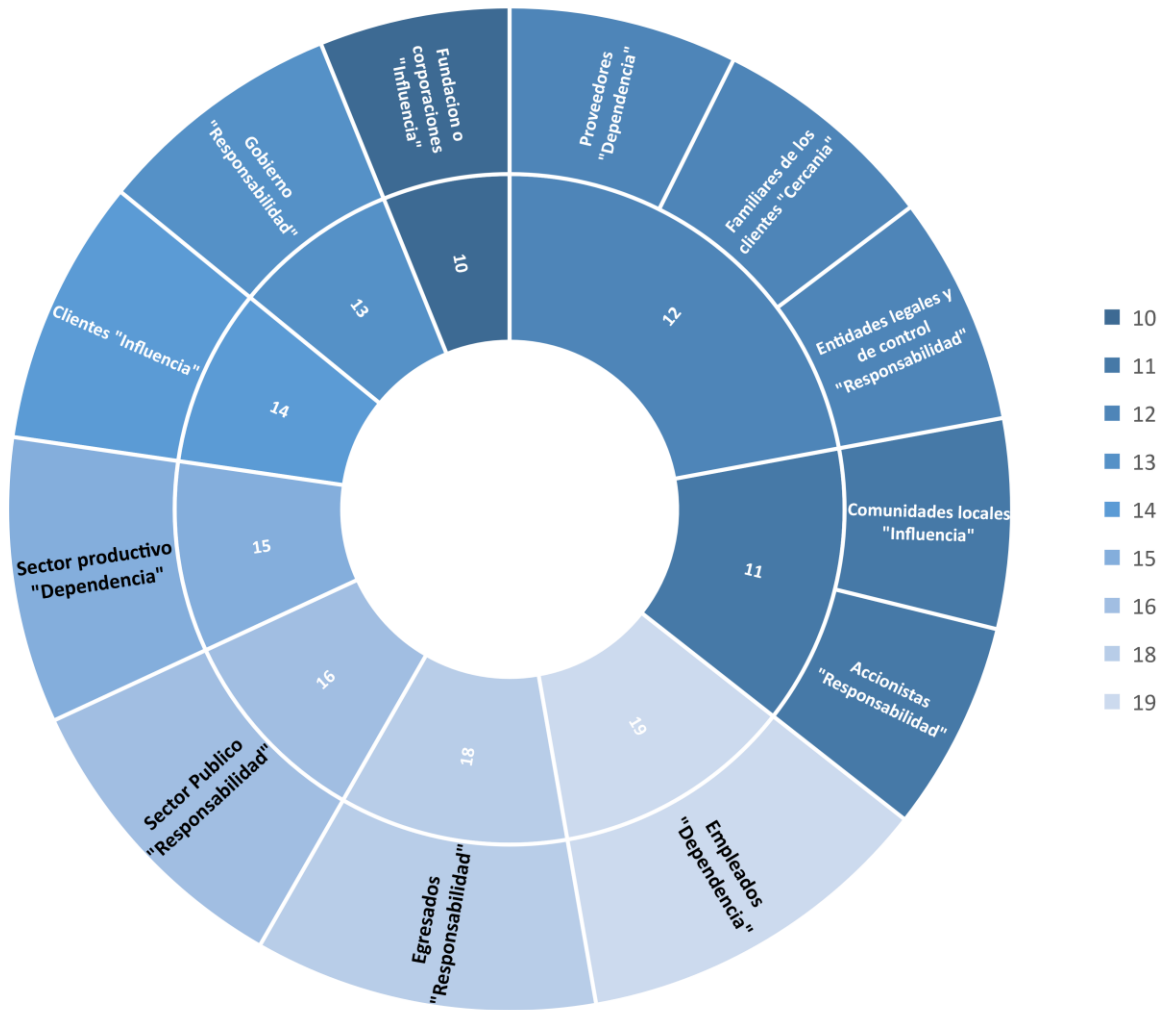 Fundacion o
corporaciones
"Influencia"
Proveedores
"Dependencia"
Familiares de los
clientes "Cercania"
Entidades legales y
de control
"Responsabilidad"
Comunidades locales
"Influencia"
Accionistas
"Responsabilidad"
Empleados
"Dependencia"
Egresados
"Responsabilidad"
Sector Publico
"Responsabilidad"
Sector productivo
"Dependencia"
Clientes "Influencia"
Gobierno
"Responsabilidad"
10
12
11
19
18
16
15
14
13
10
11
12
13
14
15
16
18
19